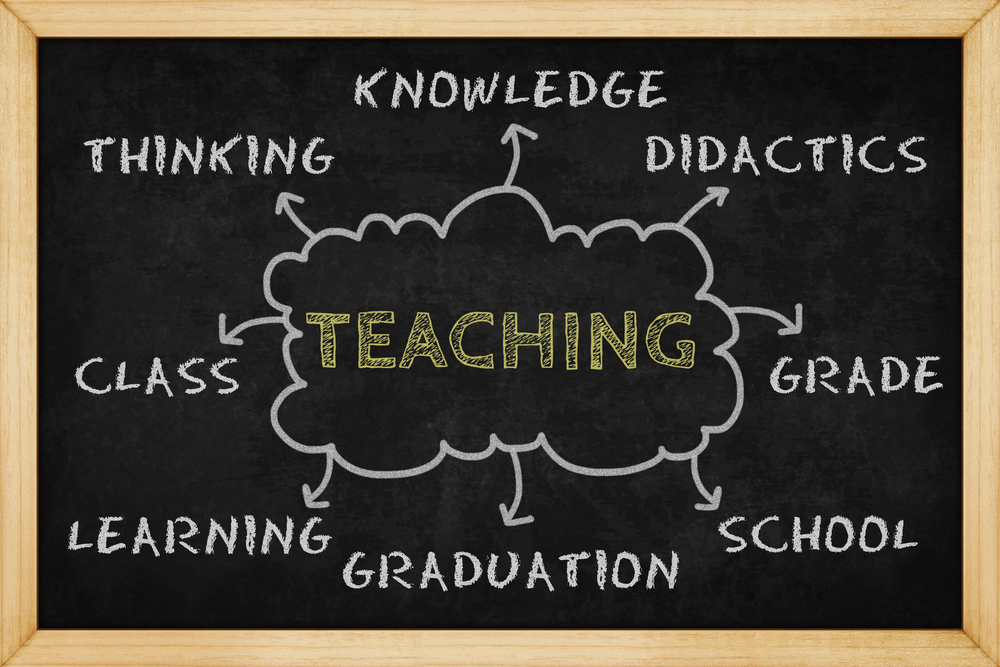 KNOWLEDGE
THINKING
DIDACTICS
TEACHING
CLASS
GRADE
LEARNING
SCHOOL
GRADUATION